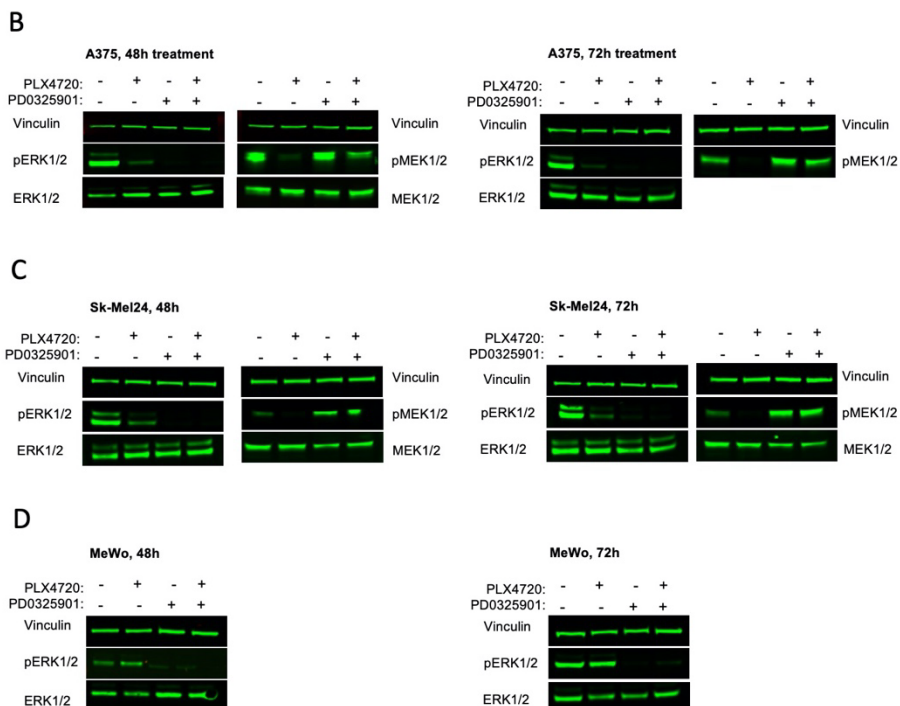 B
A375, 48h treatment
A375, 72h treatment
PLX4720: - + - +
- + - +
PLX4720: - + - +
- + - +
PD0325901: - - + +
- - + +
PD0325901: - - + +
- - + +
Vinculin
Vinculin
Vinculin
Vinculin
pERK1/2
pMEK1/2
pERK1/2
pMEK1/2
ERK1/2
MEK1/2
ERK1/2
C
Sk-Mel24, 48h
Sk-Mel24, 72h
PLX4720: - + - +
- + - +
PLX4720: - + - +
- + - +
PD0325901: - - + +
- - + +
PD0325901: - - + +
- - + +
Vinculin
Vinculin
Vinculin
Vinculin
pERK1/2
pMEK1/2
pERK1/2
pMEK1/2
ERK1/2
MEK1/2
ERK1/2
MEK1/2
D
MeWo, 48h
MeWo, 72h
PLX4720: - + - +
PLX4720: - + - +
PD0325901: - - + +
PD0325901: - - + +
Vinculin
Vinculin
pERK1/2
pERK1/2
ERK1/2
ERK1/2